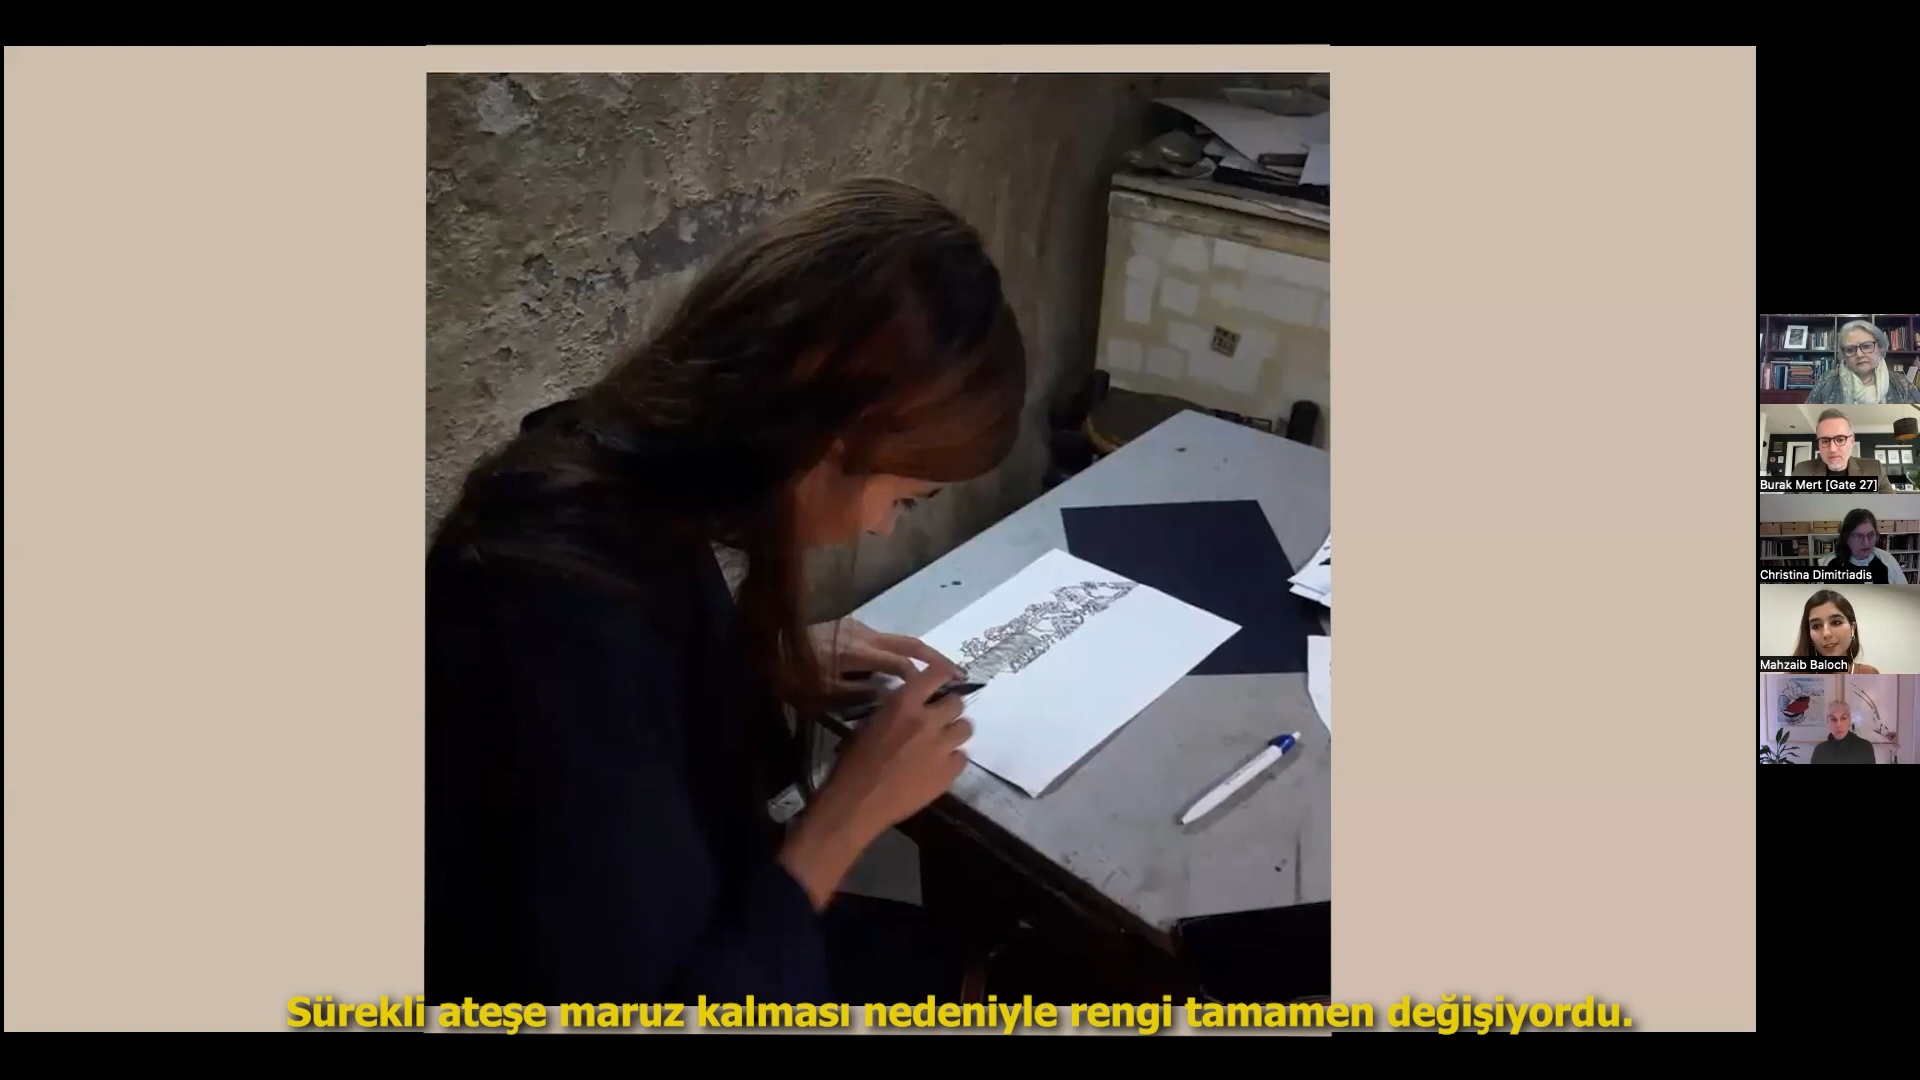 Burak Mert [Gate 27]
Christina Dimitriadis
Mahzaib Baloch
Sürekli ateşe maruz kalması nedeniyle rengi tamamen değişiyordu.